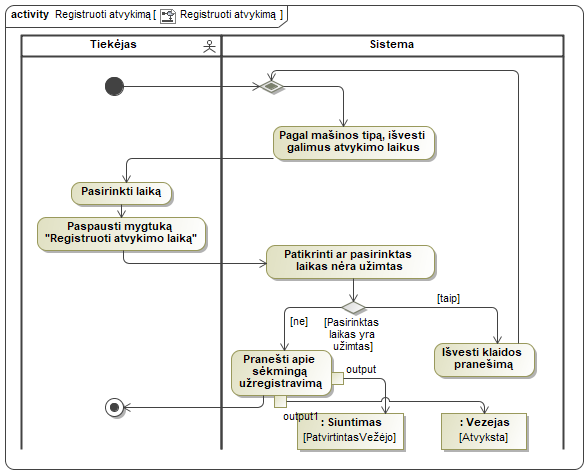 activity Registruoti atvykimą [ Registruoti atvykimą ]
Tiekėjas
Sistema
Pagal mašinos tipą, išvesti
galimus atvykimo laikus
Pasirinkti laiką
Paspausti mygtuką
"Registruoti atvykimo laiką"
Patikrinti ar pasirinktas
laikas nėra užimtas
[taip]
[ne]
[Pasirinktas
laikas yra
užimtas]
Išvesti klaidos
pranešimą
Pranešti apie
sėkmingą
užregistravimą
output
output1
: Siuntimas
[PatvirtintasVežėjo]
: Vezejas
[Atvyksta]